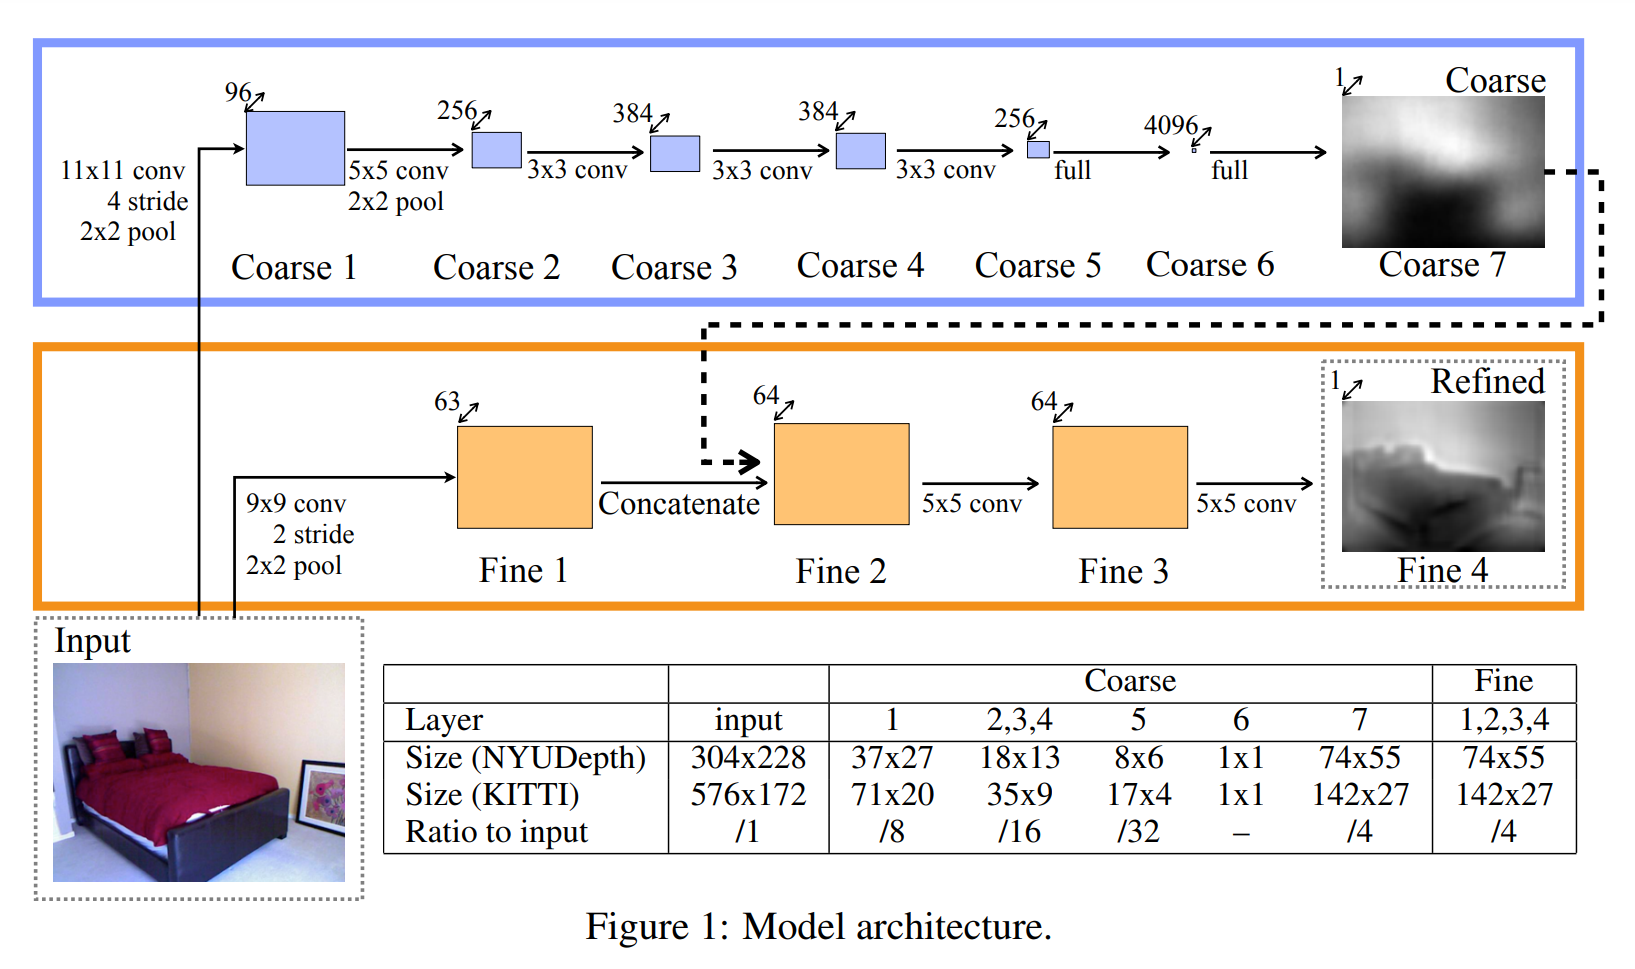 96
256
384
384
256
4096
1
Coarse
11x11 conv
4 stride
2x2 pool
5x5 conv
2x2 pool
3x3 conv
3x3 conv
3x3 conv
full
full
Coarse 1
Coarse 2
Coarse 3
Coarse 4
Coarse 5
Coarse 6
Coarse 7
63
64
64
1
Refined
9x9 conv
2 stride
2x2 pool
Concatenate
5x5 conv
5x5 conv
Fine 1
Fine 2
Fine 3
Fine 4
Input
Coarse Fine
Layer input 1 2,3,4 5 6 7 1,2,3,4
Size (NYUDepth) 304x228 37x27 18x13 8x6 1x1 74x55 74x55
Size (KITTI) 576x172 71x20 35x9 17x4 1x1 142x27 142x27
Ratio to input /1 /8 /16 /32 – /4 /4
Figure 1: Model architecture.